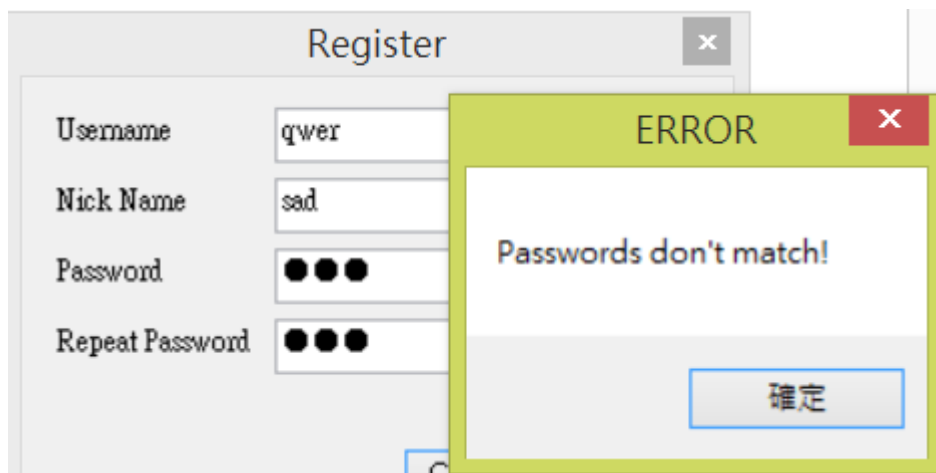 Register
Username
qwer
Nick Name
sad
Password
●●●
Repeat Password
●●●
ERROR
Passwords don't match!
確定